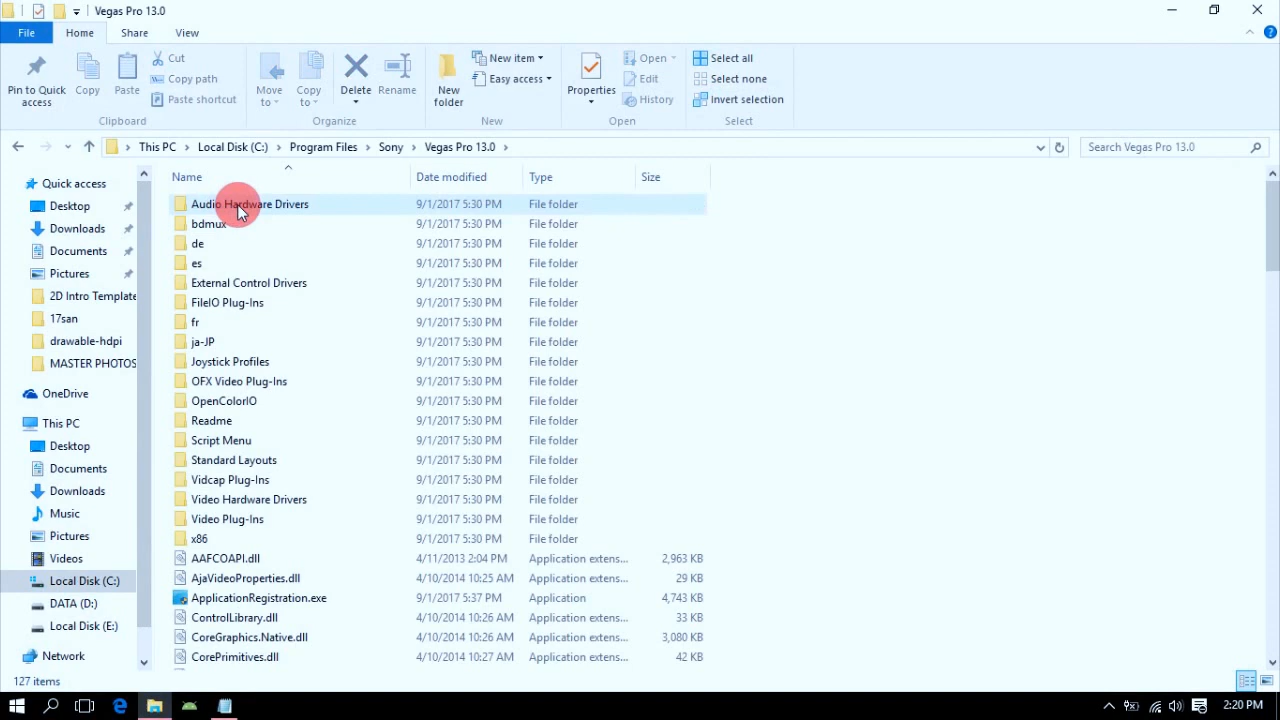 Vegas Pro 13.0
File Home Share View
Pin to Quick access
Copy
Paste
Cut
Copy path
Paste shortcut
Clipboard
Move to
Copy to
Delete
Rename
Organize
New folder
New item
Easy access
New
Properties
Open
Edit
History
Open
Select all
Select none
Invert selection
Select
This PC > Local Disk (C:) > Program Files > Sony > Vegas Pro 13.0 >
Search Vegas Pro 13.0
Quick access
Desktop
Downloads
Documents
Pictures
2D Intro Template
17san
drawable-hdpi
MASTER PHOTOS
OneDrive
This PC
Desktop
Documents
Downloads
Music
Pictures
Videos
Local Disk (C:)
DATA (D:)
Local Disk (E:)
Network
Name Date modified Type Size
Audio Hardware Drivers 9/1/2017 5:30 PM File folder
bdmux 9/1/2017 5:30 PM File folder
de 9/1/2017 5:30 PM File folder
es 9/1/2017 5:30 PM File folder
External Control Drivers 9/1/2017 5:30 PM File folder
FileIO Plug-Ins 9/1/2017 5:30 PM File folder
fr 9/1/2017 5:30 PM File folder
ja-JP 9/1/2017 5:30 PM File folder
Joystick Profiles 9/1/2017 5:30 PM File folder
OFX Video Plug-Ins 9/1/2017 5:30 PM File folder
OpenColorIO 9/1/2017 5:30 PM File folder
Readme 9/1/2017 5:30 PM File folder
Script Menu 9/1/2017 5:30 PM File folder
Standard Layouts 9/1/2017 5:30 PM File folder
Vidcap Plug-Ins 9/1/2017 5:30 PM File folder
Video Hardware Drivers 9/1/2017 5:30 PM File folder
Video Plug-Ins 9/1/2017 5:30 PM File folder
x86 9/1/2017 5:30 PM File folder
AAFCOAPI.dll 4/11/2013 2:04 PM Application extens... 2,963 KB
AjaVideoProperties.dll 4/10/2014 10:25 AM Application extens... 29 KB
ApplicationRegistration.exe 9/1/2017 5:37 PM Application 4,743 KB
ControlLibrary.dll 4/10/2014 10:26 AM Application extens... 33 KB
CoreGraphics.Native.dll 4/10/2014 10:26 AM Application extens... 3,080 KB
CorePrimitives.dll 4/10/2014 10:27 AM Application extens... 42 KB
127 items
2:20 PM